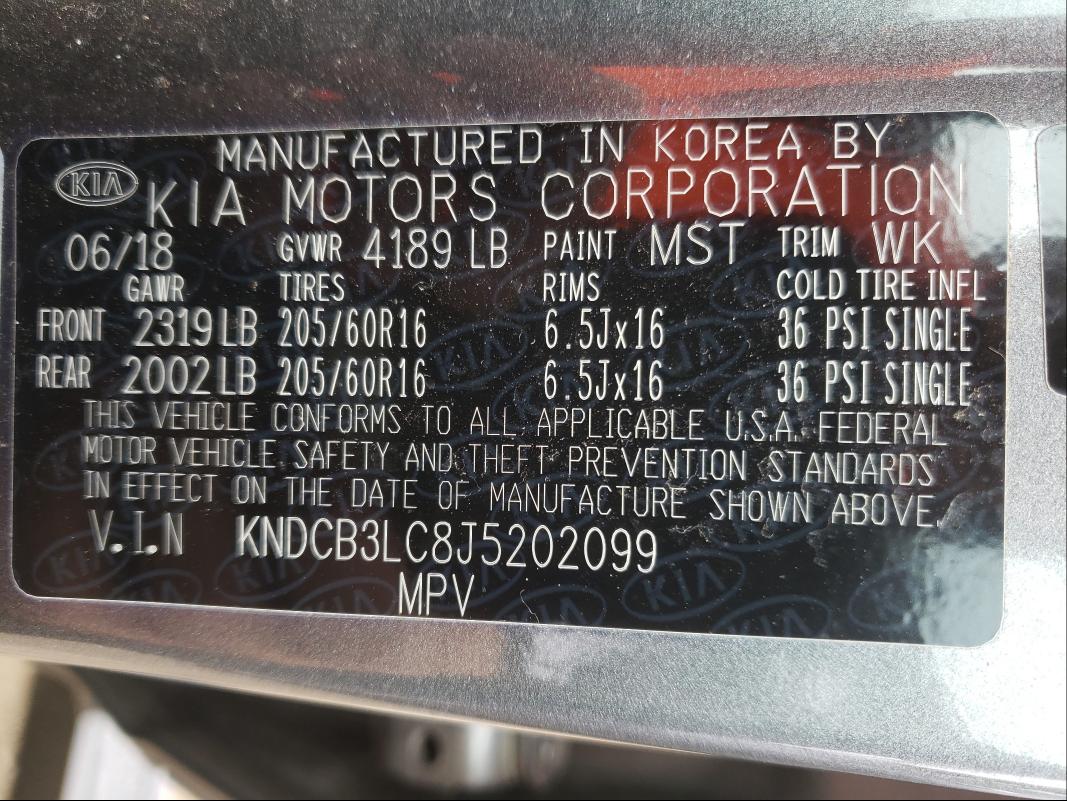 MANUFACTURED IN KOREA BY
KIA KIA MOTORS CORPORATION
06/18 GVWR 4189 LB PAINT MST TRIM WK
GAWR TIRES RIMS COLD TIRE INFL
FRONT 2319 LB 205/60R16 6.5Jx16 36 PSI SINGLE
REAR 2002 LB 205/60R16 6.5Jx16 36 PSI SINGLE
THIS VEHICLE CONFORMS TO ALL APPLICABLE U.S.A. FEDERAL
MOTOR VEHICLE SAFETY AND THEFT PREVENTION STANDARDS
IN EFFECT ON THE DATE OF MANUFACTURE SHOWN ABOVE.
V.I.N KNDCB3LC8J5202099
MPV